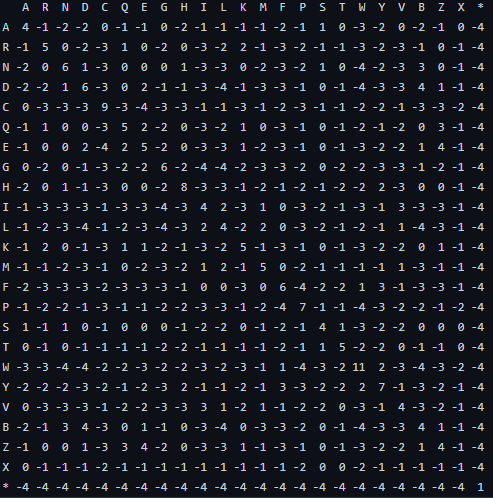 A R N D C Q E G H I L K M F P S T W Y V B Z X *
A 4 -1 -2 -2 0 -1 -1 0 -2 -1 -1 -1 -1 -2 -1 1 0 -3 -2 0 -2 -1 0 -4
R -1 5 0 -2 -3 1 0 -2 0 -3 -2 2 -1 -3 -2 -1 -1 -3 -2 -3 -1 0 -1 -4
N -2 0 6 1 -3 0 0 0 1 -3 -3 0 -2 -3 -2 1 0 -4 -2 -3 3 0 -1 -4
D -2 -2 1 6 -3 0 2 -1 -1 -3 -4 -1 -3 -3 -1 0 -1 -4 -3 -3 4 1 -1 -4
C 0 -3 -3 -3 9 -3 -4 -3 -3 -1 -1 -3 -1 -2 -3 -1 -1 -2 -2 -1 -3 -3 -2 -4
Q -1 1 0 0 -3 5 2 -2 0 -3 -2 1 0 -3 -1 0 -1 -2 -1 -2 0 3 -1 -4
E -1 0 0 2 -4 2 5 -2 0 -3 -3 1 -2 -3 -1 0 -1 -3 -2 -2 1 4 -1 -4
G 0 -2 0 -1 -3 -2 -2 6 -2 -4 -4 -2 -3 -3 -2 0 -2 -2 -3 -3 -1 -2 -1 -4
H -2 0 1 -1 -3 0 0 -2 8 -3 -3 -1 -2 -1 -2 -1 -2 -2 2 -3 0 0 -1 -4
I -1 -3 -3 -3 -1 -3 -3 -4 -3 4 2 -3 1 0 -3 -2 -1 -3 -1 3 -3 -3 -1 -4
L -1 -2 -3 -4 -1 -2 -3 -4 -3 2 4 -2 2 0 -3 -2 -1 -2 -1 1 -4 -3 -1 -4
K -1 2 0 -1 -3 1 1 -2 -1 -3 -2 5 -1 -3 -1 0 -1 -3 -2 -2 0 1 -1 -4
M -1 -1 -2 -3 -1 0 -2 -3 -2 1 2 -1 5 0 -2 -1 -1 -1 -1 1 -3 -1 -1 -4
F -2 -3 -3 -3 -2 -3 -3 -3 -1 0 0 -3 0 6 -4 -2 -2 1 3 -1 -3 -3 -1 -4
P -1 -2 -2 -1 -3 -1 -1 -2 -2 -3 -3 -1 -2 -4 7 -1 -1 -4 -3 -2 -2 -1 -2 -4
S 1 -1 1 0 -1 0 0 0 -1 -2 -2 0 -1 -2 -1 4 1 -3 -2 -2 0 0 0 -4
T 0 -1 0 -1 -1 -1 -1 -2 -2 -1 -1 -1 -1 -2 -1 1 5 -2 -2 0 -1 -1 0 -4
W -3 -3 -4 -4 -2 -2 -3 -2 -2 -3 -2 -3 -1 1 -4 -3 -2 11 2 -3 -4 -3 -2 -4
Y -2 -2 -2 -3 -2 -1 -2 -3 2 -1 -1 -2 -1 3 -3 -2 -2 2 7 -1 -3 -2 -1 -4
V 0 -3 -3 -3 -1 -2 -2 -3 -3 3 1 -2 1 -1 -2 -2 0 -3 -1 4 -3 -2 -1 -4
B -2 -1 3 4 -3 0 1 -1 0 -3 -4 0 -3 -3 -2 0 -1 -4 -3 -3 4 1 -1 -4
Z -1 0 0 1 -3 3 4 -2 0 -3 -3 1 -1 -3 -1 0 -1 -3 -2 -2 1 4 -1 -4
X 0 -1 -1 -1 -2 -1 -1 -1 -1 -1 -1 -1 -1 -1 -2 0 0 -2 -1 -1 -1 -1 -1 -4
* -4 -4 -4 -4 -4 -4 -4 -4 -4 -4 -4 -4 -4 -4 -4 -4 -4 -4 -4 -4 -4 -4 -4 1